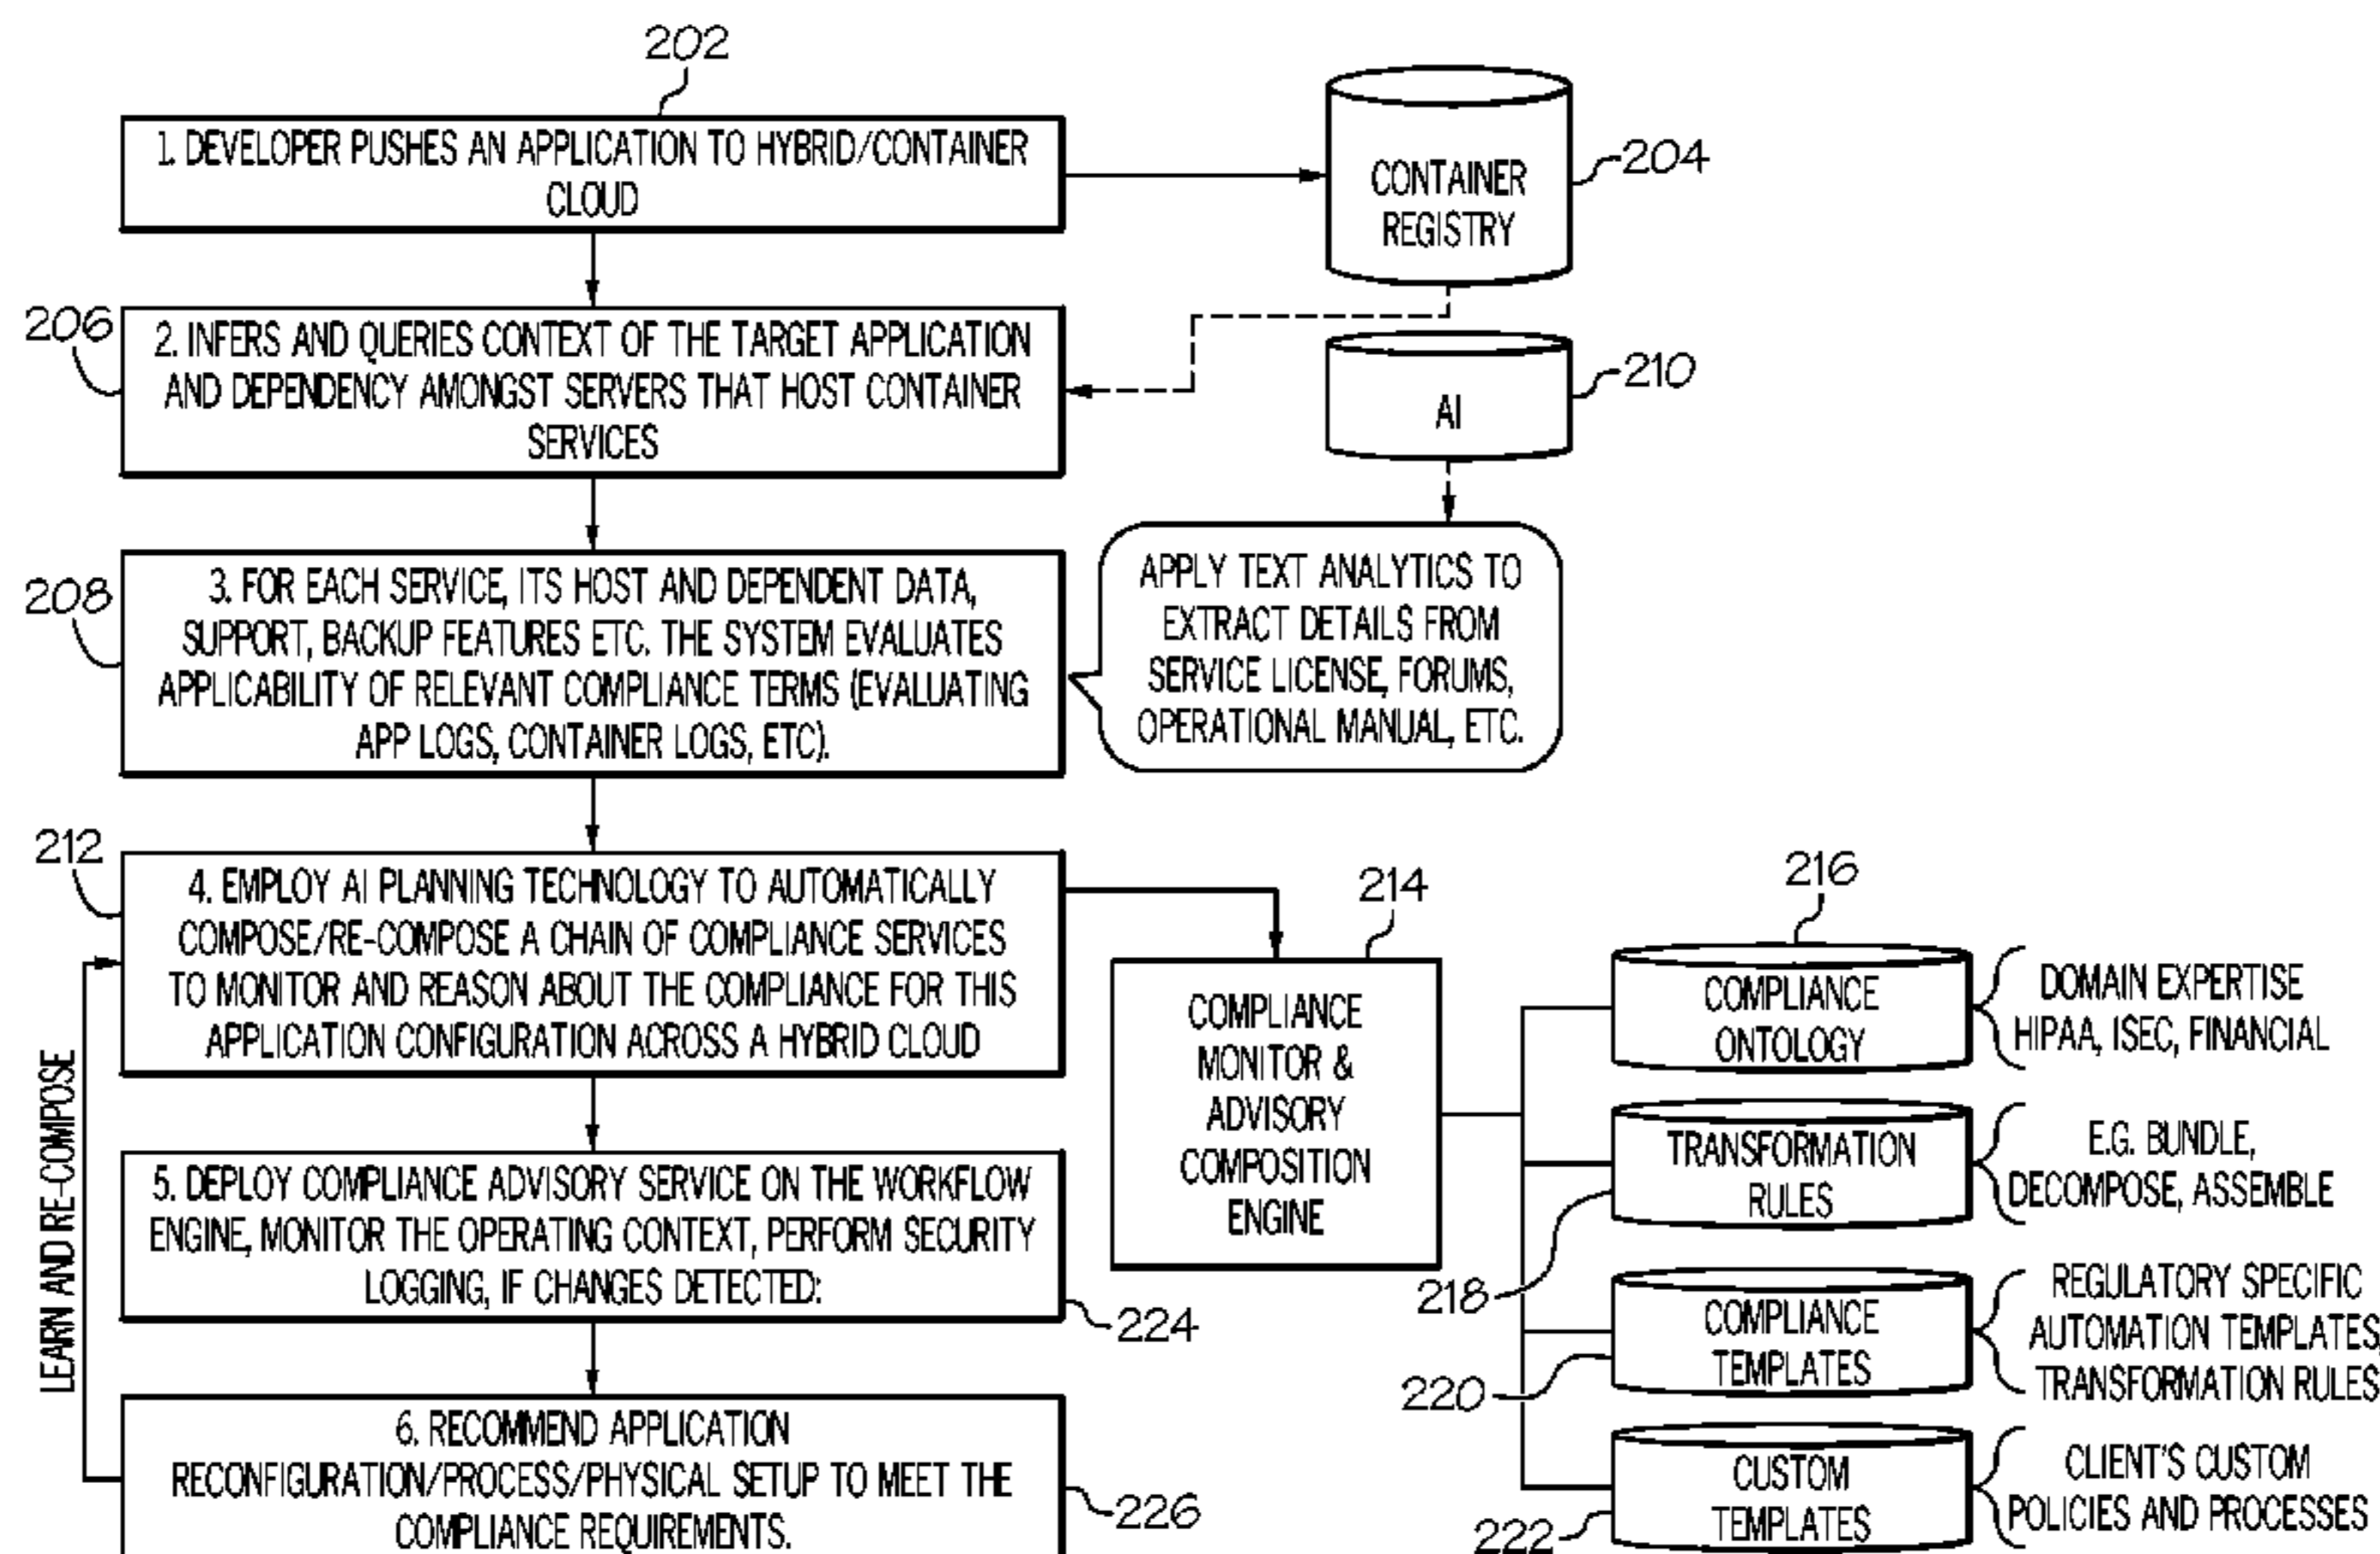 202
1. DEVELOPER PUSHES AN APPLICATION TO HYBRID/CONTAINER
CLOUD
CONTAINER
REGISTRY
204
206
2. INFERS AND QUERIES CONTEXT OF THE TARGET APPLICATION
AND DEPENDENCY AMONGST SERVERS THAT HOST CONTAINER
SERVICES
AI
210
208
3. FOR EACH SERVICE, ITS HOST AND DEPENDENT DATA,
SUPPORT, BACKUP FEATURES ETC. THE SYSTEM EVALUATES
APPLICABILITY OF RELEVANT COMPLIANCE TERMS (EVALUATING
APP LOGS, CONTAINER LOGS, ETC).
APPLY TEXT ANALYTICS TO
EXTRACT DETAILS FROM
SERVICE LICENSE, FORUMS,
OPERATIONAL MANUAL, ETC.
212
4. EMPLOY AI PLANNING TECHNOLOGY TO AUTOMATICALLY
COMPOSE/RE-COMPOSE A CHAIN OF COMPLIANCE SERVICES
TO MONITOR AND REASON ABOUT THE COMPLIANCE FOR THIS
APPLICATION CONFIGURATION ACROSS A HYBRID CLOUD
214
COMPLIANCE
MONITOR &
ADVISORY
COMPOSITION
ENGINE
216
COMPLIANCE
ONTOLOGY
DOMAIN EXPERTISE
HIPAA, ISEC, FINANCIAL
TRANSFORMATION
RULES
218
E.G. BUNDLE,
DECOMPOSE, ASSEMBLE
COMPLIANCE
TEMPLATES
220
REGULATORY SPECIFIC
AUTOMATION TEMPLATES,
TRANSFORMATION RULES
CUSTOM
TEMPLATES
222
CLIENT'S CUSTOM
POLICIES AND PROCESSES
LEARN AND RE-COMPOSE
5. DEPLOY COMPLIANCE ADVISORY SERVICE ON THE WORKFLOW
ENGINE, MONITOR THE OPERATING CONTEXT, PERFORM SECURITY
LOGGING, IF CHANGES DETECTED:
224
6. RECOMMEND APPLICATION
RECONFIGURATION/PROCESS/PHYSICAL SETUP TO MEET THE
COMPLIANCE REQUIREMENTS.
226